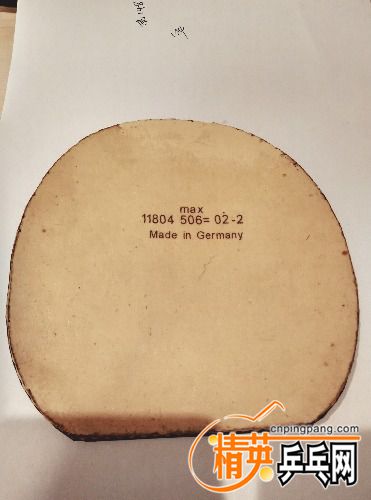 max
11804 506= 02-2
Made in Germany
cnpingpang.com
精英乒乓网